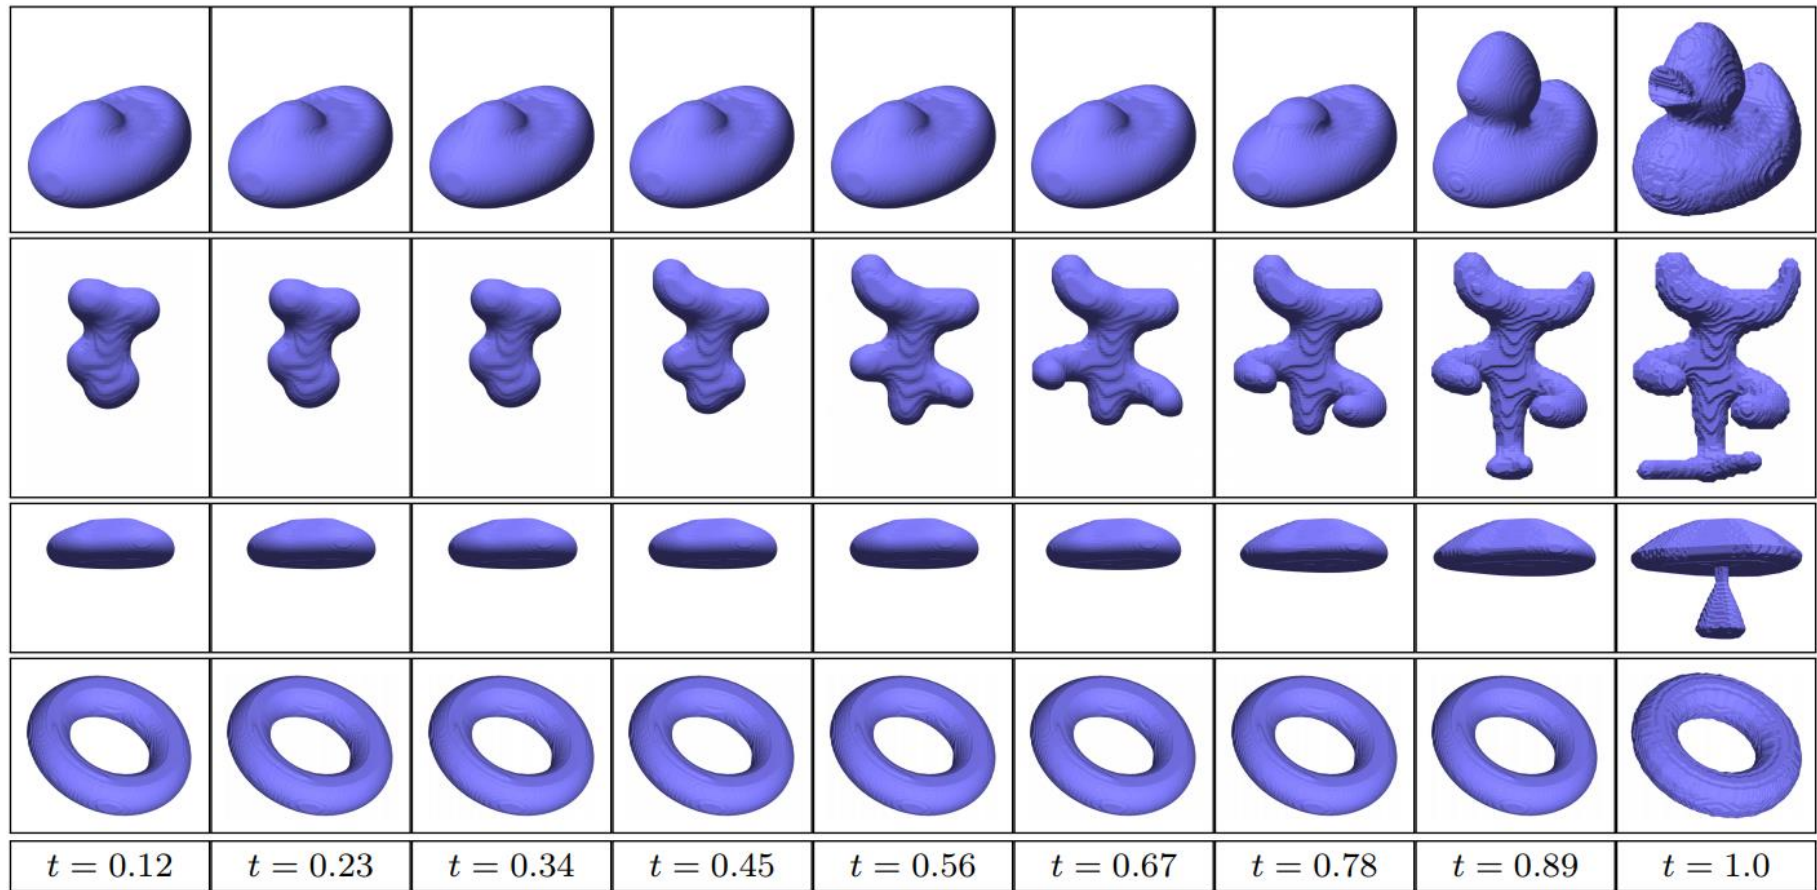 t = 0.12 t = 0.23 t = 0.34 t = 0.45 t = 0.56 t = 0.67 t = 0.78 t = 0.89 t = 1.0